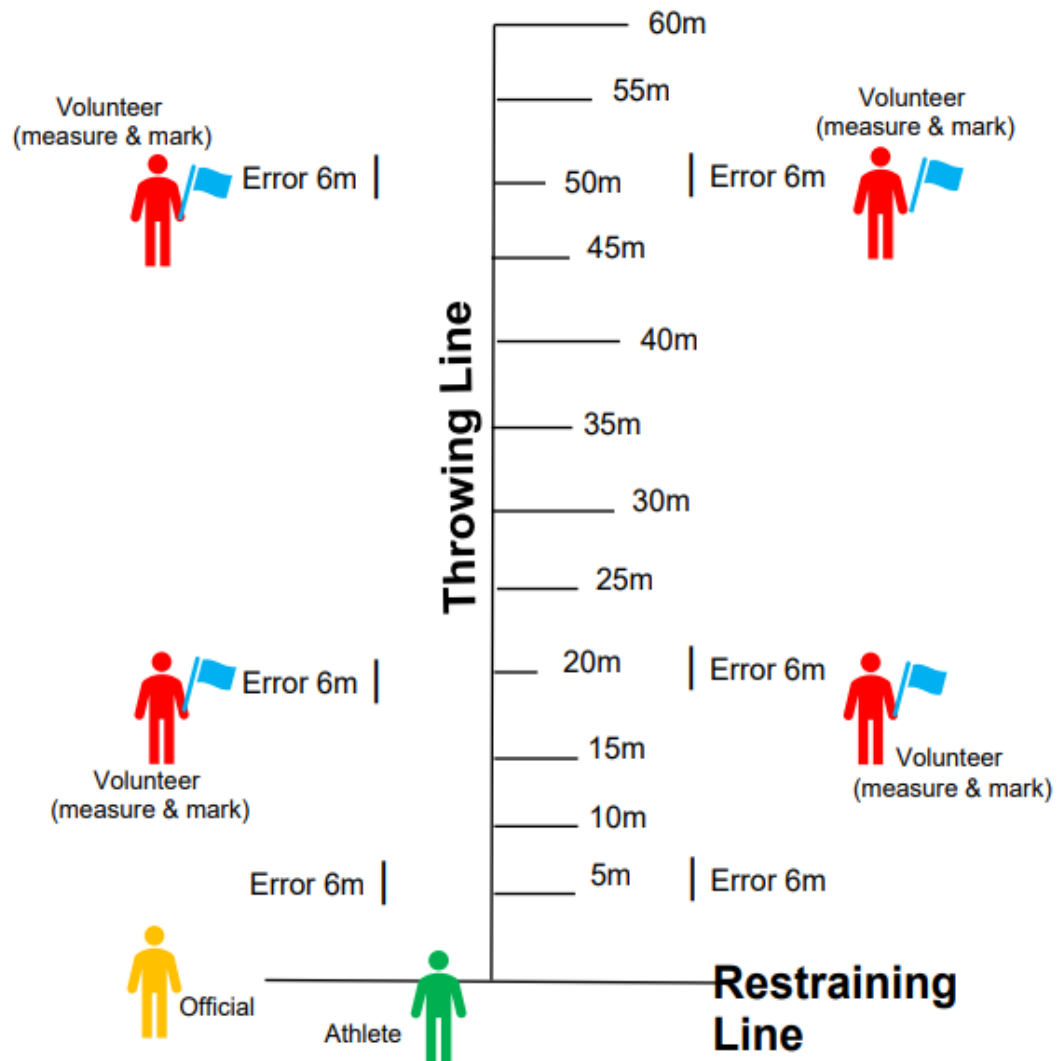 60m
55m
Volunteer
(measure & mark)
Volunteer
(measure & mark)
Error 6m
50m
Error 6m
45m
40m
Throwing Line
35m
30m
25m
Error 6m
20m
Error 6m
15m
Volunteer
(measure & mark)
Volunteer
(measure & mark)
10m
Error 6m
5m
Error 6m
Official
Athlete
Restraining
Line